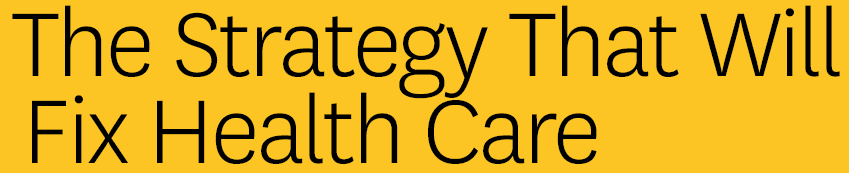 The Strategy That Will
Fix Health Care